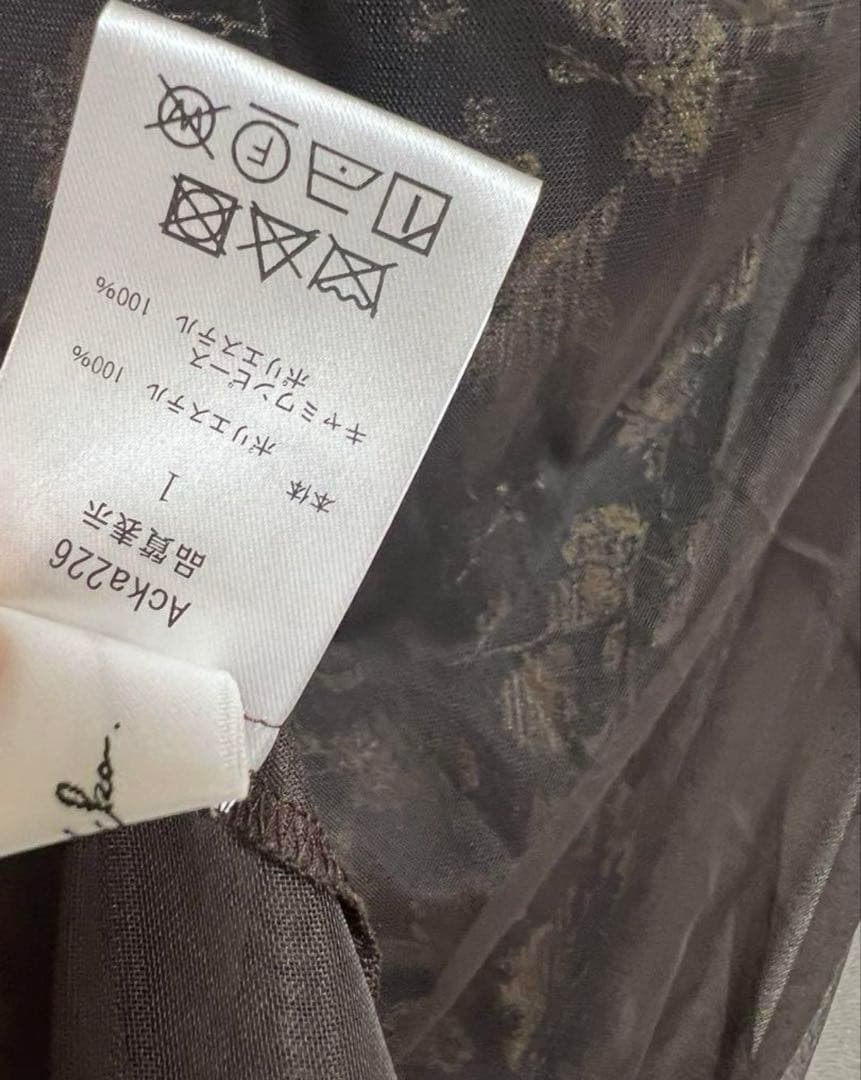 Acka226
品質表示
1
本体 ポリエステル 100%
キャミワンピース
ポリエステル 100%
W
F